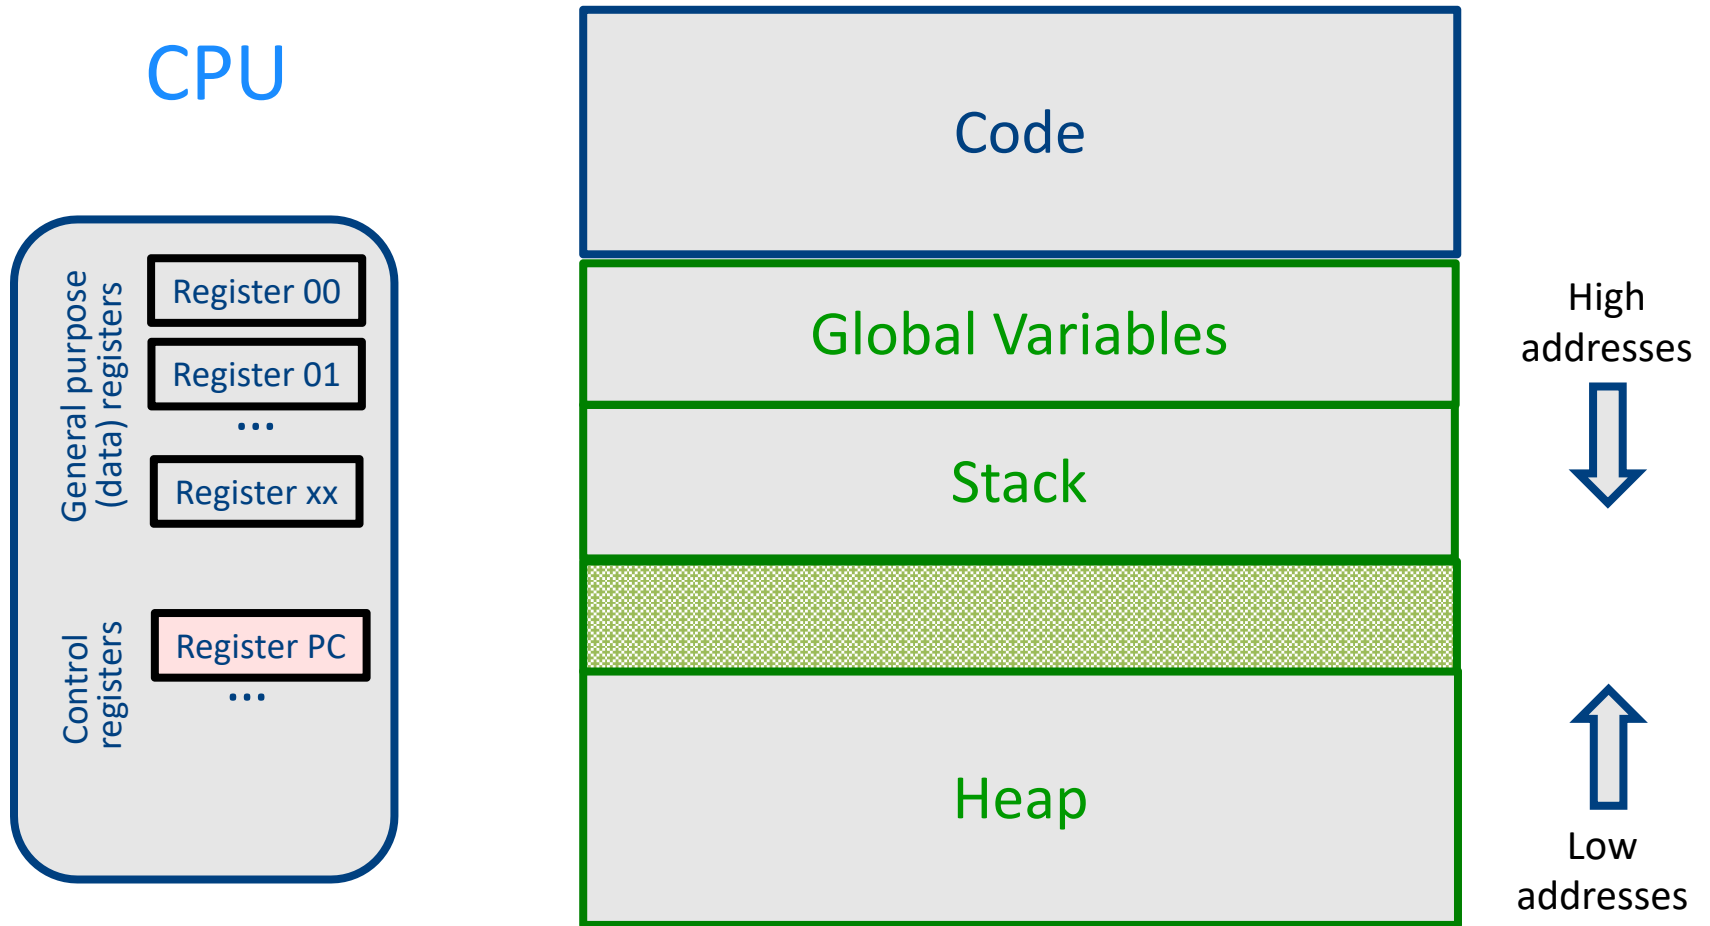 CPU
General purpose
(data) registers
Register 00
Register 01
...
Register xx
Control
registers
Register PC
...
Code
Global Variables
Stack
Heap
High
addresses
Low
addresses